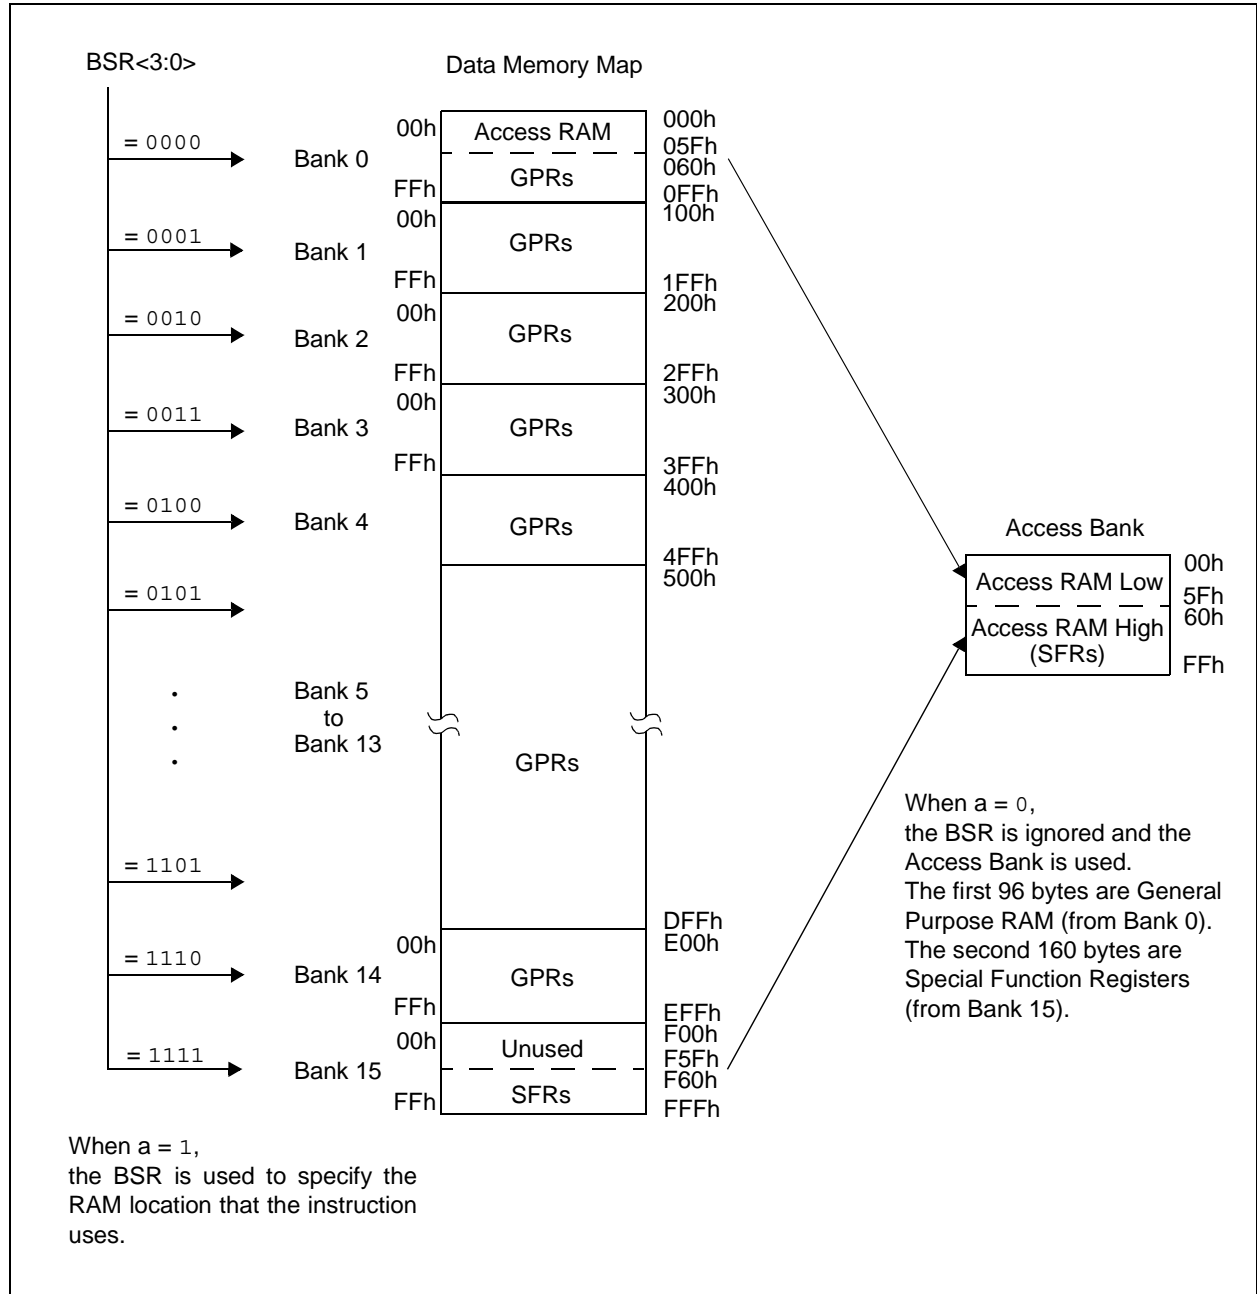 BSR<3:0>
Data Memory Map
= 0000
Bank 0
00h
FFh
Access RAM
GPRs
000h
05Fh
060h
0FFh
= 0001
Bank 1
00h
FFh
GPRs
100h
1FFh
= 0010
Bank 2
00h
FFh
GPRs
200h
2FFh
= 0011
Bank 3
00h
FFh
GPRs
300h
3FFh
= 0100
Bank 4
GPRs
400h
4FFh
= 0101
500h
.
.
.
Bank 5
to
Bank 13
GPRs
= 1101
DFFh
= 1110
Bank 14
00h
FFh
GPRs
E00h
EFFh
= 1111
Bank 15
00h
FFh
Unused
SFRs
F00h
F5Fh
F60h
FFFh
When a = 1,
the BSR is used to specify the
RAM location that the instruction
uses.
Access Bank
Access RAM Low
Access RAM High
(SFRs)
00h
5Fh
60h
FFh
When a = 0,
the BSR is ignored and the
Access Bank is used.
The first 96 bytes are General
Purpose RAM (from Bank 0).
The second 160 bytes are
Special Function Registers
(from Bank 15).